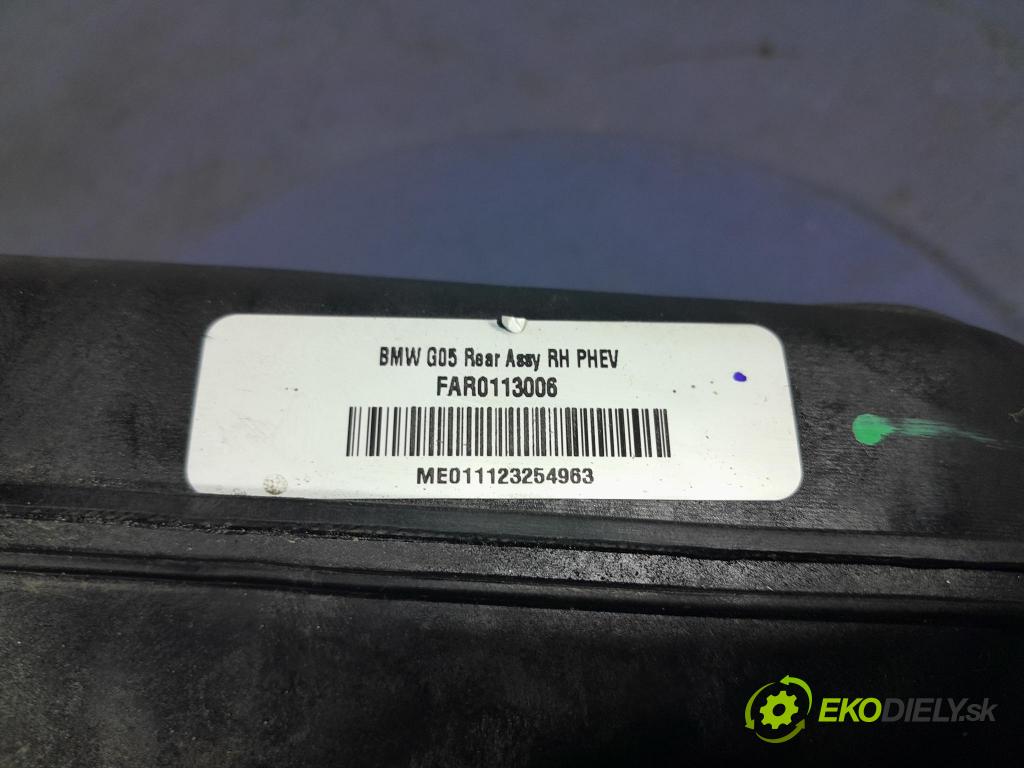 BMW G05 Rear Assy RH PHEV
FAR0113006
ME011123254963
EKODIELY.sk